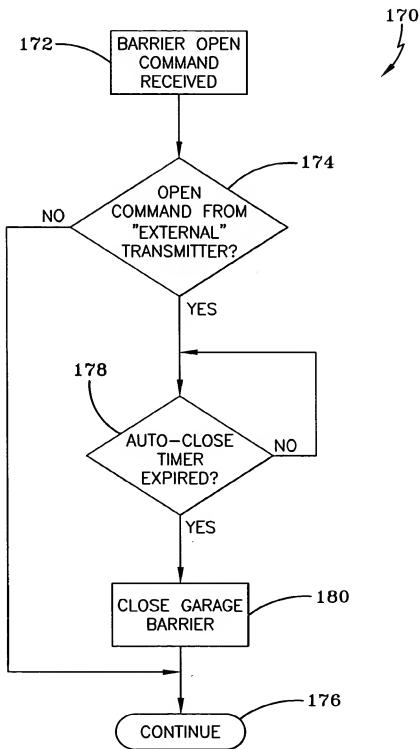 170
172
BARRIER OPEN
COMMAND
RECEIVED
174
OPEN
COMMAND FROM
"EXTERNAL"
TRANSMITTER?
NO
YES
178
AUTO-CLOSE
TIMER
EXPIRED?
NO
YES
CLOSE GARAGE
BARRIER
180
CONTINUE
176